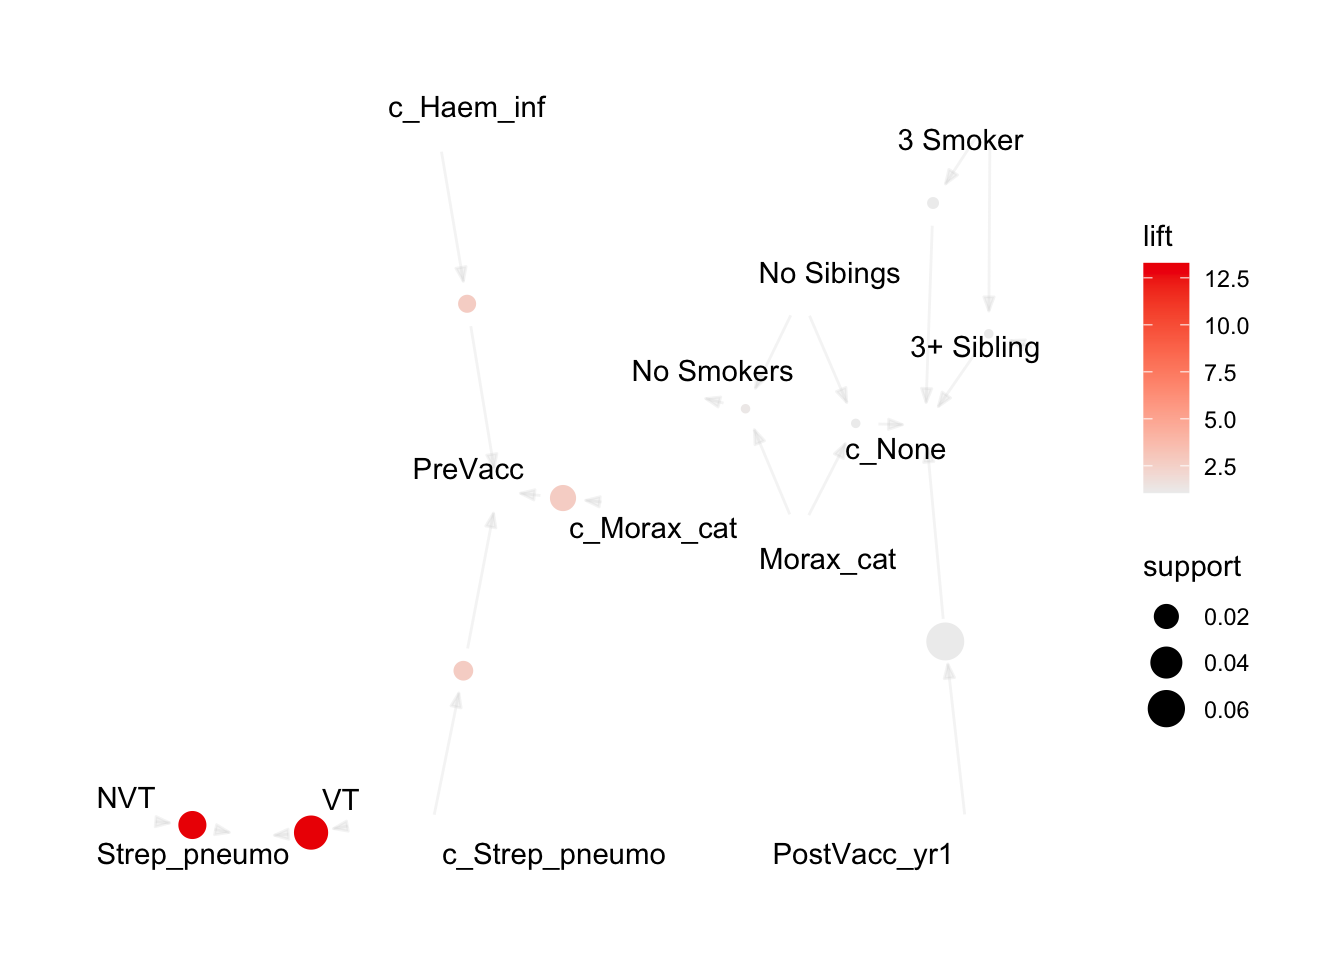 c_Haem_inf
3 Smoker
lift
No Sibings
12.5
10.0
3+ Sibling
No Smokers
7.5
5.0
c_None
PreVacc
2.5
c_Morax_cat
Morax_cat
support
0.02
0.04
0.06
NVT
VT
Strep_pneumo
c_Strep_pneumo
PostVacc_yr1